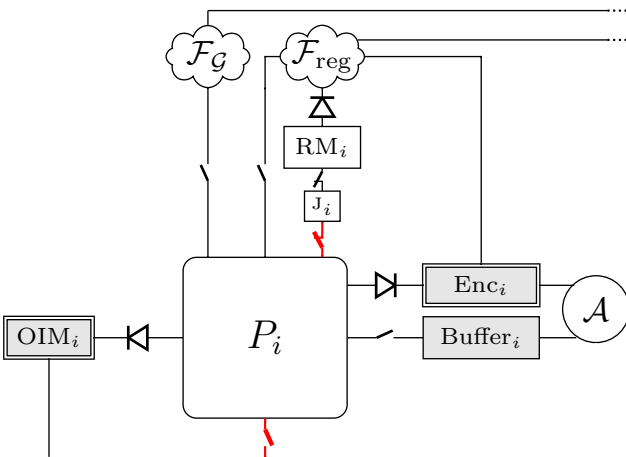 𝓕_𝓖
𝓕_reg
RM_i
J_i
Enc_i
𝒜
P_i
OIM_i
Buffer_i